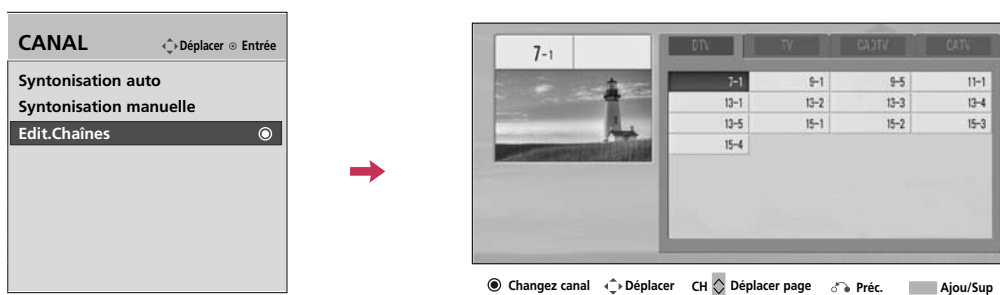 CANAL Déplacer Entrée
Syntonisation auto
Syntonisation manuelle
Edit.Chaînes
7-1
DTV TV CADTV CATV
7-1 9-1 9-5 11-1
13-1 13-2 13-3 13-4
13-5 15-1 15-2 15-3
15-4
Changez canal Déplacer CH Déplacer page Préc. Ajou/Sup